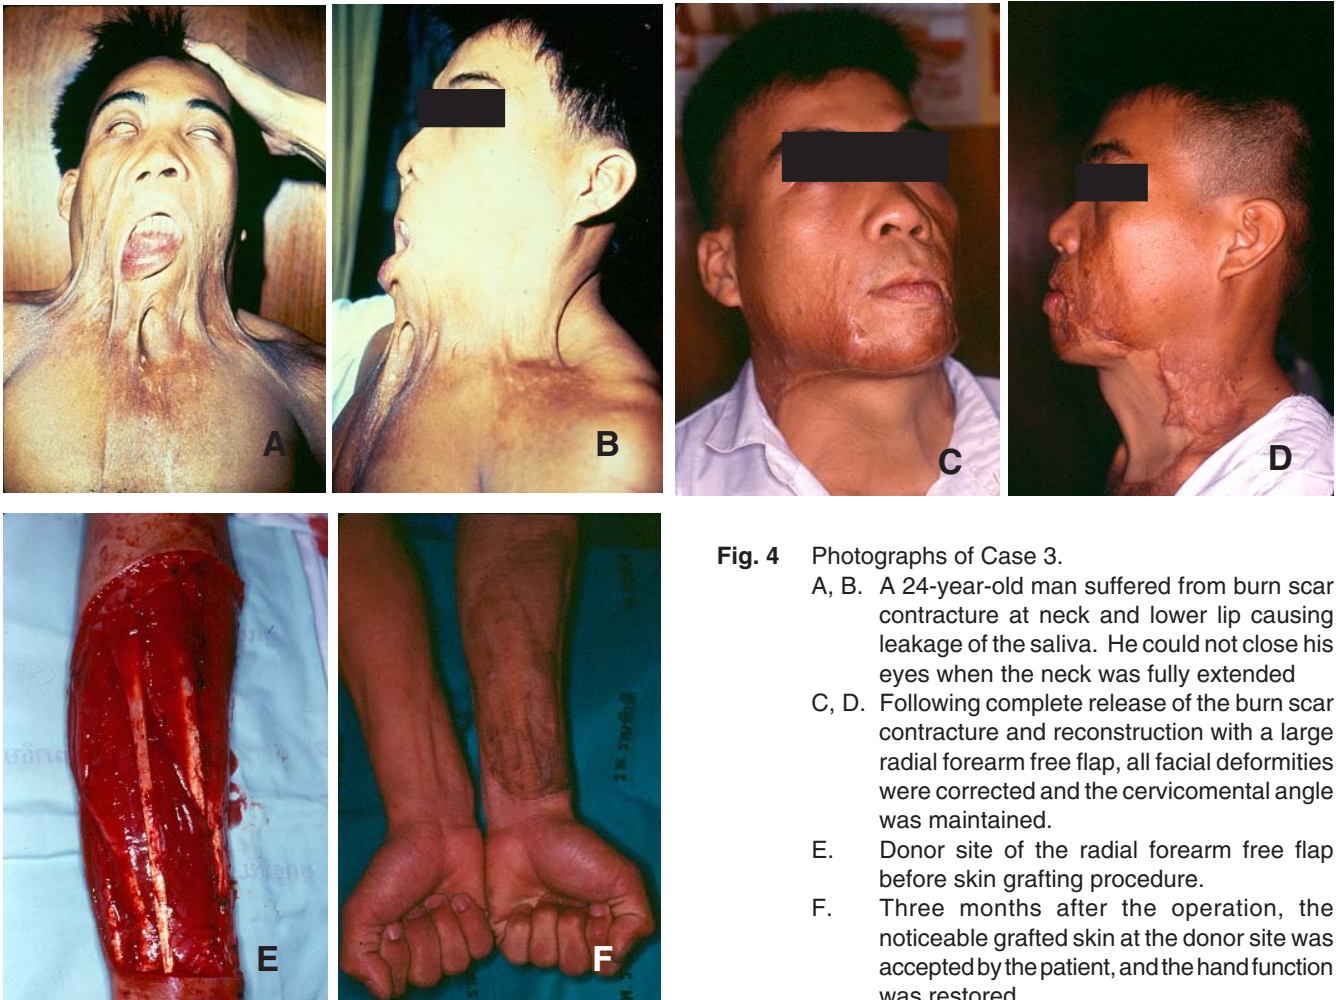 A
B
C
D
E
F
Fig. 4 Photographs of Case 3.
A, B. A 24-year-old man suffered from burn scar
contracture at neck and lower lip causing
leakage of the saliva. He could not close his
eyes when the neck was fully extended
C, D. Following complete release of the burn scar
contracture and reconstruction with a large
radial forearm free flap, all facial deformities
were corrected and the cervicomental angle
was maintained.
E. Donor site of the radial forearm free flap
before skin grafting procedure.
F. Three months after the operation, the
noticeable grafted skin at the donor site was
accepted by the patient, and the hand function
was restored